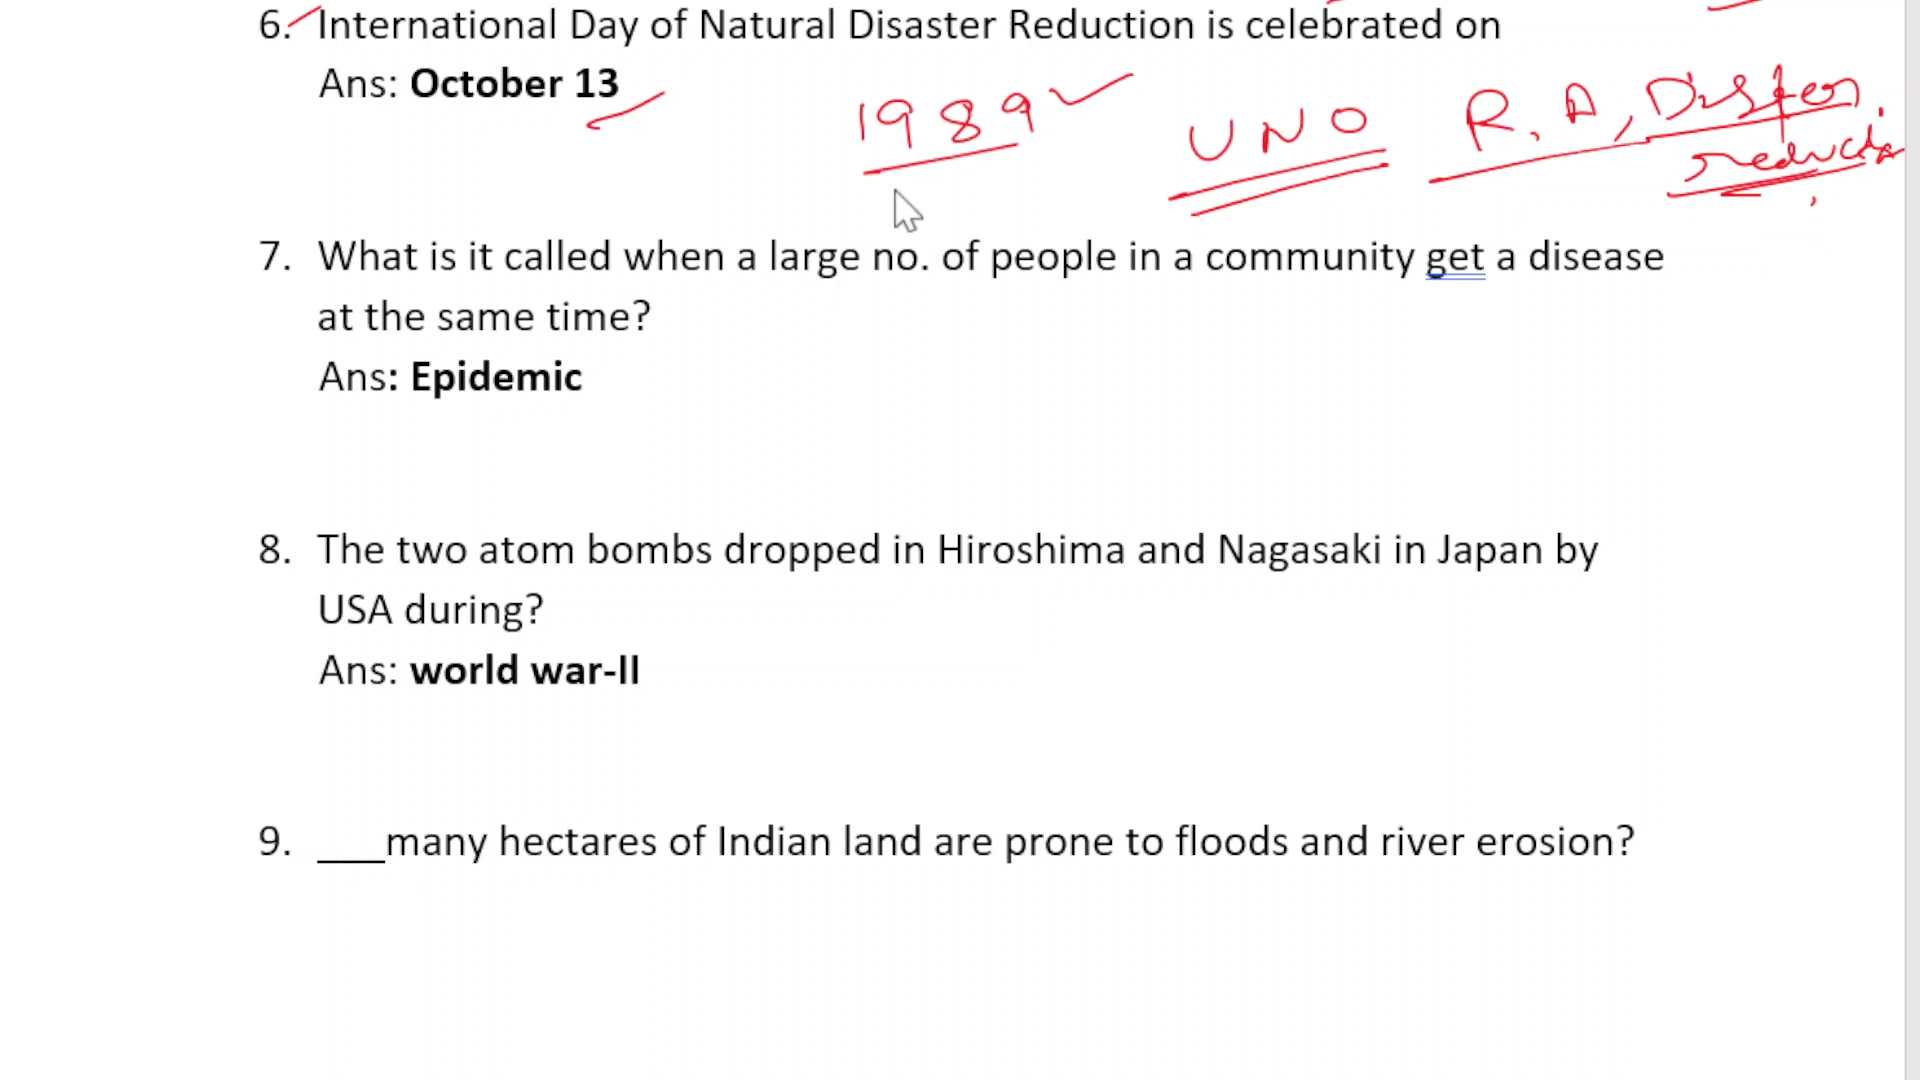 6. International Day of Natural Disaster Reduction is celebrated on
Ans: October 13
1989
UNO
R. A, Disster
7. What is it called when a large no. of people in a community get a disease
at the same time?
Ans: Epidemic
8. The two atom bombs dropped in Hiroshima and Nagasaki in Japan by
USA during?
Ans: world war-II
9. ___many hectares of Indian land are prone to floods and river erosion?